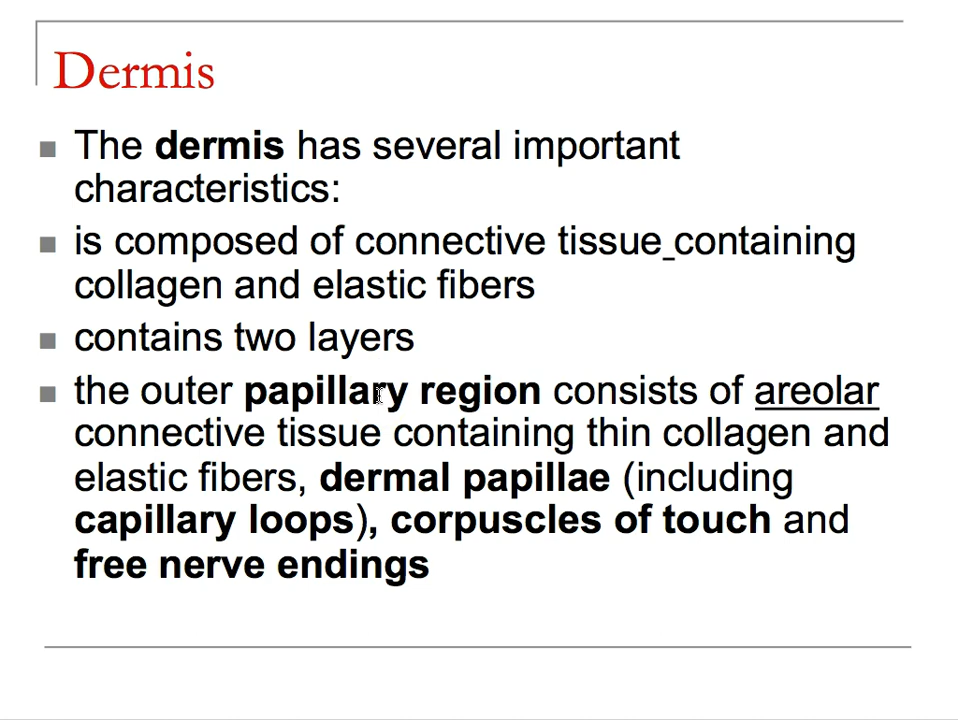 Dermis
The dermis has several important
characteristics:
is composed of connective tissue containing
collagen and elastic fibers
contains two layers
the outer papillary region consists of areolar
connective tissue containing thin collagen and
elastic fibers, dermal papillae (including
capillary loops), corpuscles of touch and
free nerve endings